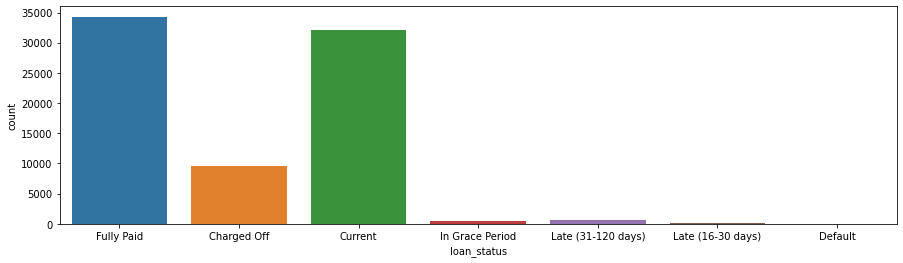 35000
30000
25000
20000
15000
10000
5000
0
count
Fully Paid Charged Off Current In Grace Period Late (31-120 days) Late (16-30 days) Default
loan_status